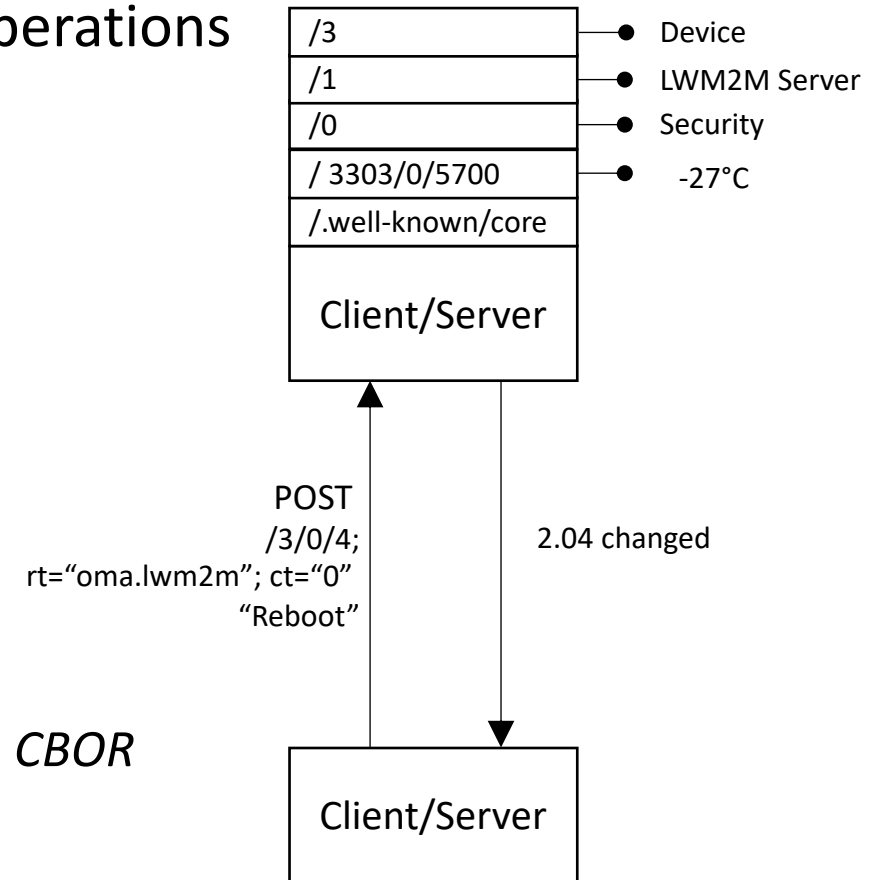 perations
/3 Device
/1 LWM2M Server
/0 Security
/ 3303/0/5700 -27°C
/.well-known/core
Client/Server
POST
/3/0/4;
rt=“oma.lwm2m”; ct=“0”
“Reboot”
2.04 changed
CBOR
Client/Server